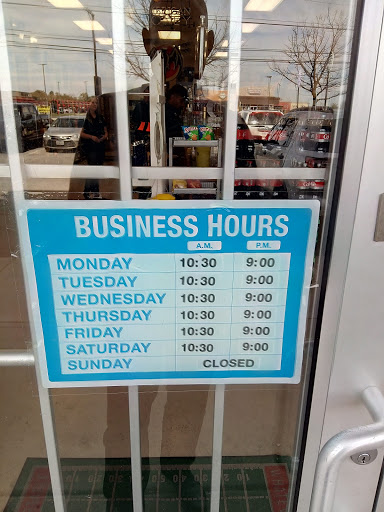 BUSINESS HOURS
A.M. P.M.
MONDAY 10:30 9:00
TUESDAY 10:30 9:00
WEDNESDAY 10:30 9:00
THURSDAY 10:30 9:00
FRIDAY 10:30 9:00
SATURDAY 10:30 9:00
SUNDAY CLOSED